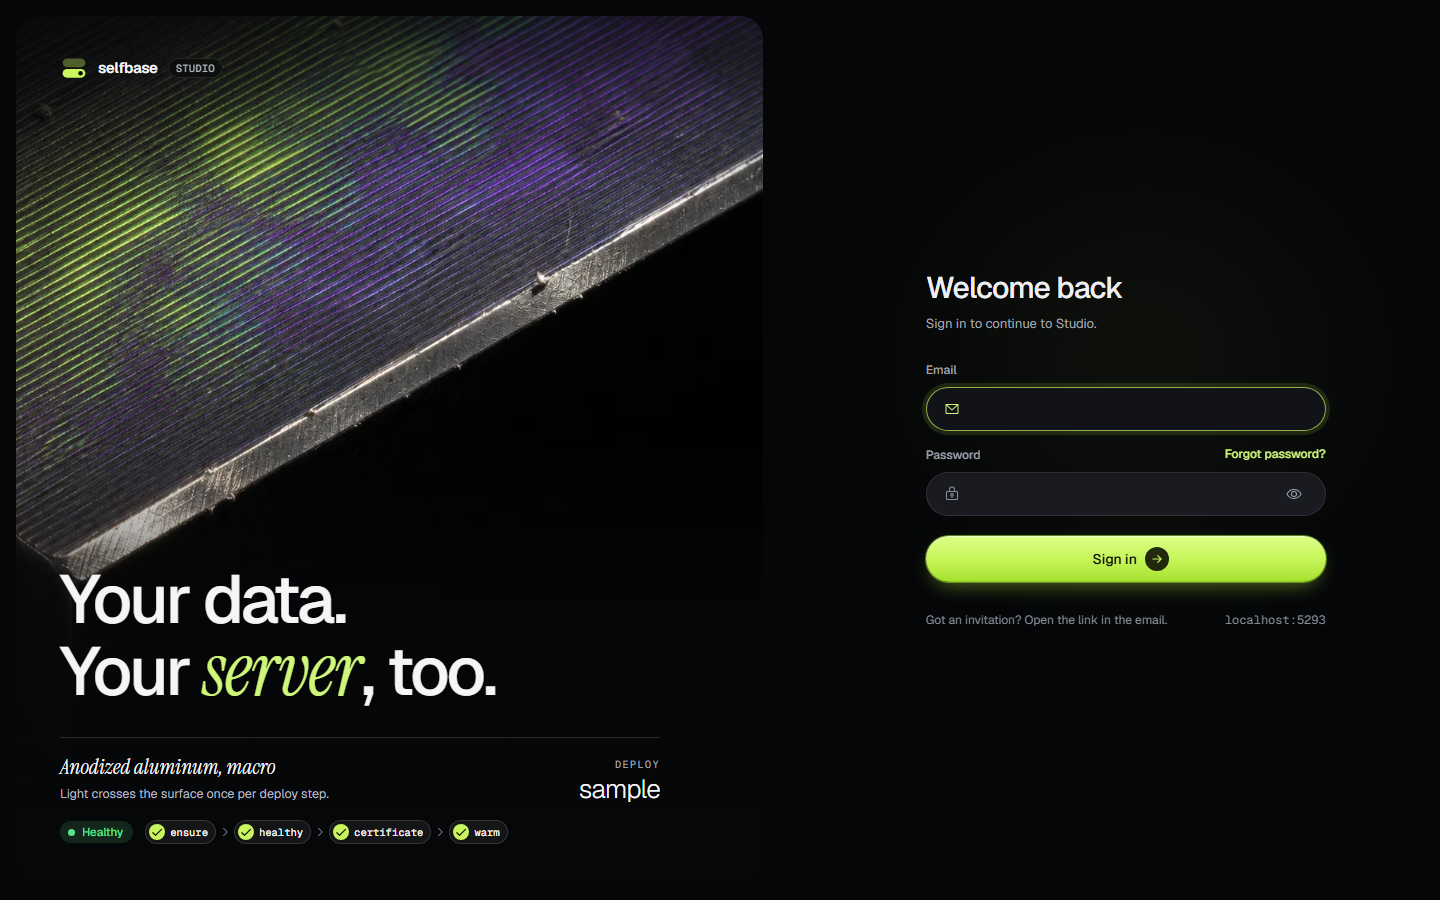 selfbase STUDIO
Your data.
Your server, too.
Anodized aluminum, macro
Light crosses the surface once per deploy step.
DEPLOY
sample
Healthy ensure healthy certificate warm
Welcome back
Sign in to continue to Studio.
Email
Password Forgot password?
Sign in
Got an invitation? Open the link in the email. localhost:5293